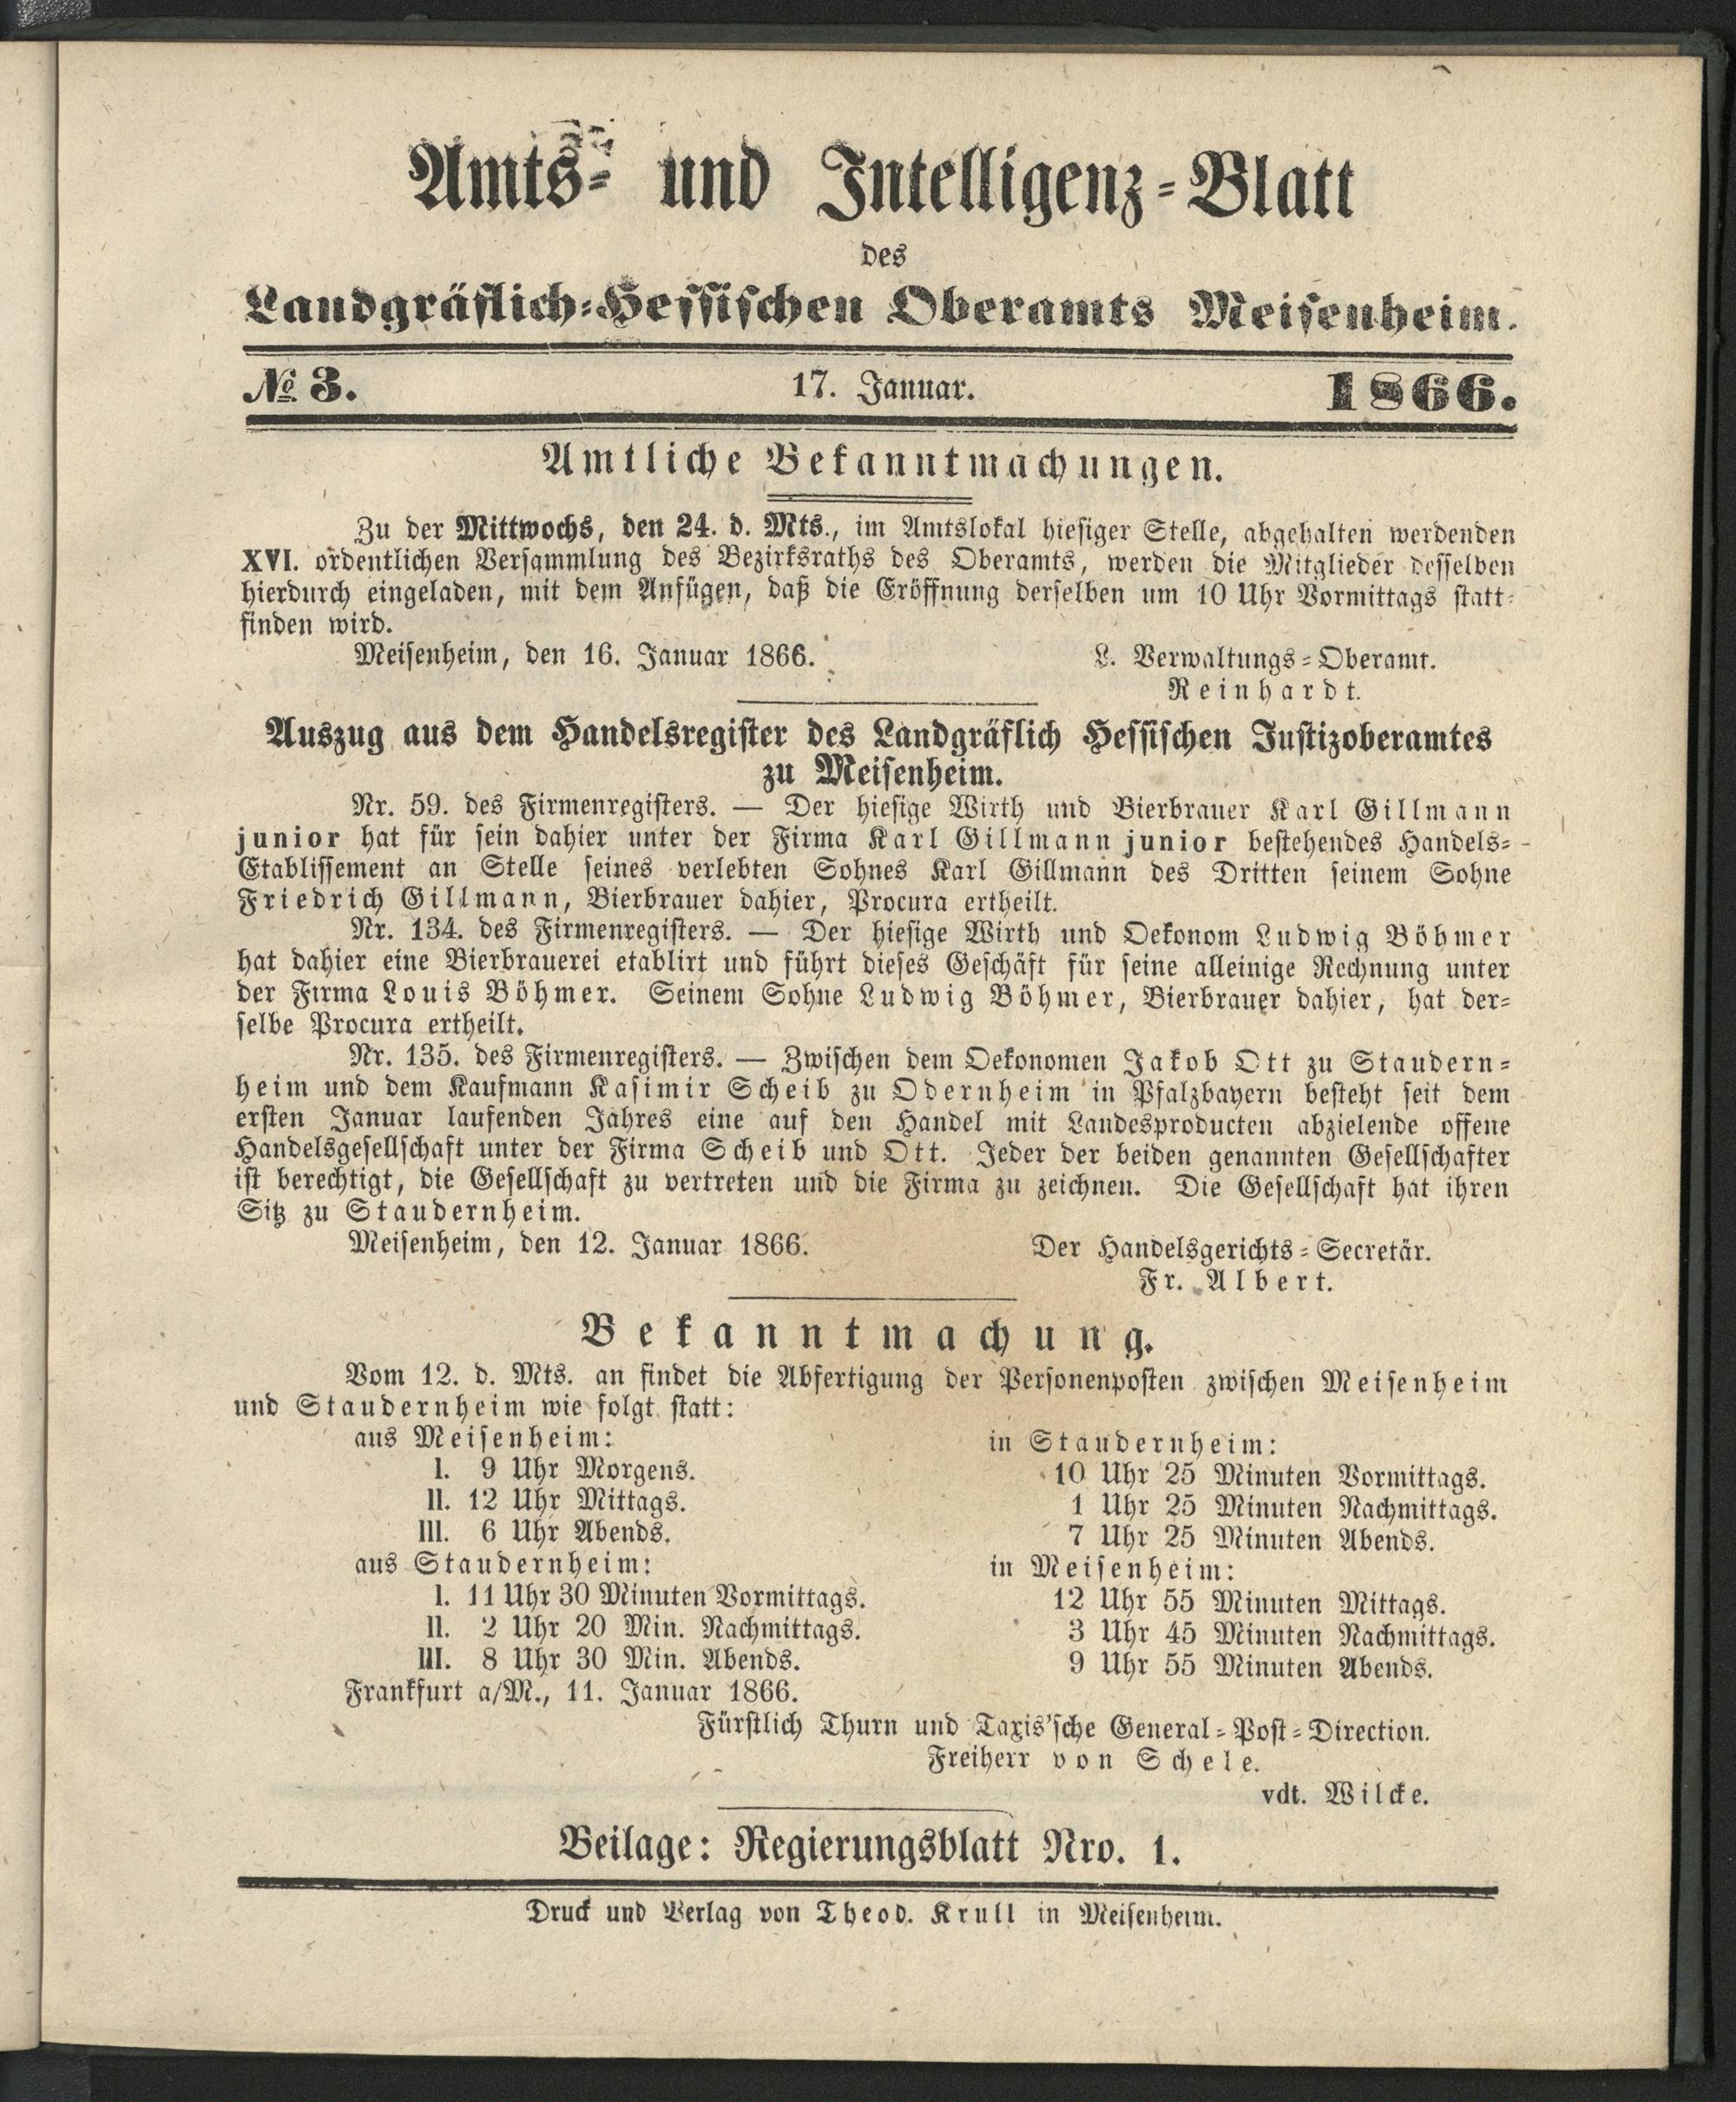 Amts- und Intelligenz-Blatt
des
Landgräflich-Hessischen Oberamts Meisenheim.
No 3. 17. Januar. 1866.
Amtliche Bekanntmachungen.
Zu der Mittwochs, den 24. d. Mts., im Amtslokal hiesiger Stelle, abgehalten werdenden
XVI. ordentlichen Versammlung des Bezirksraths des Oberamts, werden die Mitglieder desselben
hierdurch eingeladen, mit dem Anfügen, daß die Eröffnung derselben um 10 Uhr Vormittags statt-
finden wird.
Meisenheim, den 16. Januar 1866. L. Verwaltungs-Oberamt.
Reinhardt.
Auszug aus dem Handelsregister des Landgräflich Hessischen Justizoberamtes
zu Meisenheim.
Nr. 59. des Firmenregisters. — Der hiesige Wirth und Bierbrauer Karl Gillmann
junior hat für sein dahier unter der Firma Karl Gillmann junior bestehendes Handels-
Etablissement an Stelle seines verlebten Sohnes Karl Gillmann des Dritten seinem Sohne
Friedrich Gillmann, Bierbrauer dahier, Procura ertheilt.
Nr. 134. des Firmenregisters. — Der hiesige Wirth und Oekonom Ludwig Böhmer
hat dahier eine Bierbrauerei etablirt und führt dieses Geschäft für seine alleinige Rechnung unter
der Firma Louis Böhmer. Seinem Sohne Ludwig Böhmer, Bierbrauer dahier, hat der-
selbe Procura ertheilt.
Nr. 135. des Firmenregisters. — Zwischen dem Oekonomen Jakob Ott zu Staudern-
heim und dem Kaufmann Kasimir Scheib zu Odernheim in Pfalzbayern besteht seit dem
ersten Januar laufenden Jahres eine auf den Handel mit Landesproducten abzielende offene
Handelsgesellschaft unter der Firma Scheib und Ott. Jeder der beiden genannten Gesellschafter
ist berechtigt, die Gesellschaft zu vertreten und die Firma zu zeichnen. Die Gesellschaft hat ihren
Sitz zu Staudernheim.
Meisenheim, den 12. Januar 1866. Der Handelsgerichts-Secretär.
Fr. Albert.
Bekanntmachung.
Vom 12. d. Mts. an findet die Abfertigung der Personenposten zwischen Meisenheim
und Staudernheim wie folgt statt:
aus Meisenheim: in Staudernheim:
I. 9 Uhr Morgens. 10 Uhr 25 Minuten Vormittags.
II. 12 Uhr Mittags. 1 Uhr 25 Minuten Nachmittags.
III. 6 Uhr Abends. 7 Uhr 25 Minuten Abends.
aus Staudernheim: in Meisenheim:
I. 11 Uhr 30 Minuten Vormittags. 12 Uhr 55 Minuten Mittags.
II. 2 Uhr 20 Min. Nachmittags. 3 Uhr 45 Minuten Nachmittags.
III. 8 Uhr 30 Min. Abends. 9 Uhr 55 Minuten Abends.
Frankfurt a/M., 11. Januar 1866.
Fürstlich Thurn und Taxis'sche General-Post-Direction.
Freiherr von Schele.
vdt. Wilcke.
Beilage: Regierungsblatt Nro. 1.
Druck und Verlag von Theod. Krull in Meisenheim.